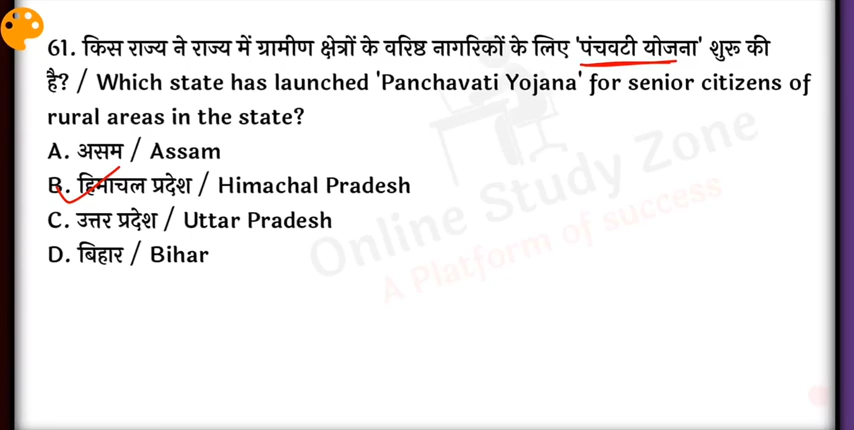 61. किस राज्य ने राज्य में ग्रामीण क्षेत्रों के वरिष्ठ नागरिकों के लिए 'पंचवटी योजना' शुरू की
है? / Which state has launched 'Panchavati Yojana' for senior citizens of
rural areas in the state?
A. असम / Assam
B. हिमाचल प्रदेश / Himachal Pradesh
C. उत्तर प्रदेश / Uttar Pradesh
D. बिहार / Bihar
Online Study Zone
A Platform of success